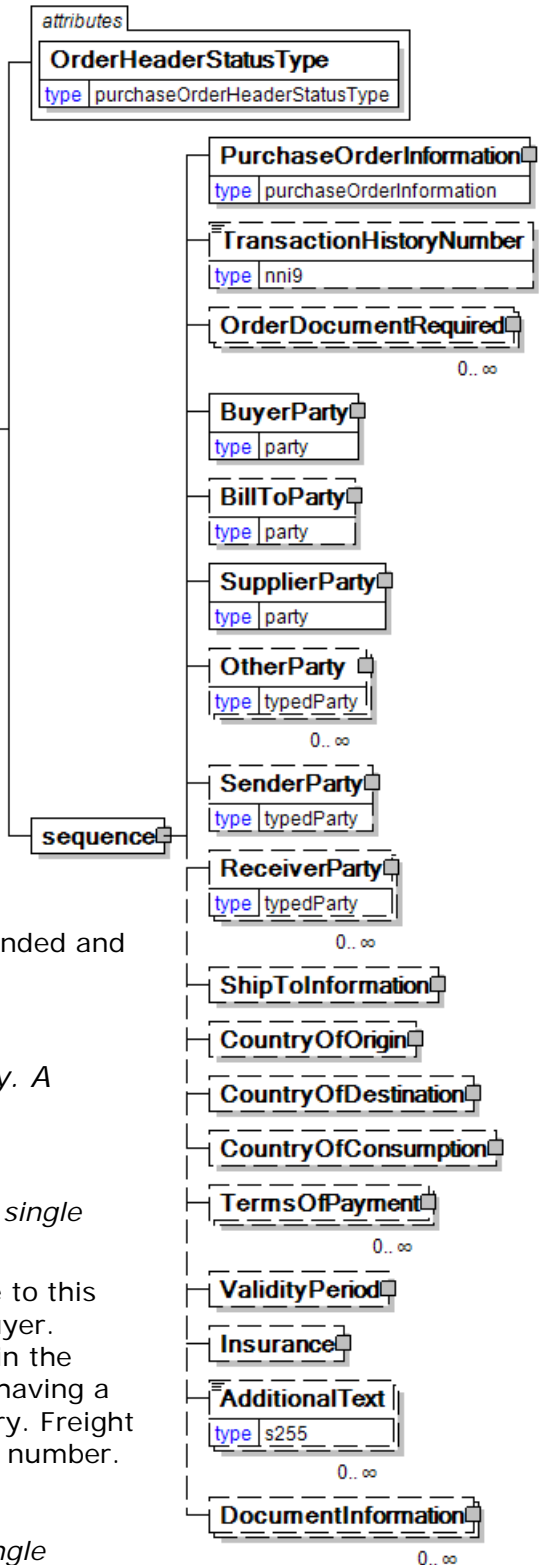 attributes
OrderHeaderStatusType
type purchaseOrderHeaderStatusType
PurchaseOrderInformation
type purchaseOrderInformation
TransactionHistoryNumber
type nni9
OrderDocumentRequired
0.. ∞
BuyerParty
type party
BillToParty
type party
SupplierParty
type party
OtherParty
type typedParty
0.. ∞
SenderParty
type typedParty
sequence
ReceiverParty
type typedParty
0.. ∞
ShipToInformation
CountryOfOrigin
CountryOfDestination
CountryOfConsumption
TermsOfPayment
0.. ∞
ValidityPeriod
Insurance
AdditionalText
type s255
0.. ∞
DocumentInformation
0.. ∞
nded and
y. A
single
to this
yer.
in the
having a
ry. Freight
number.
ngle